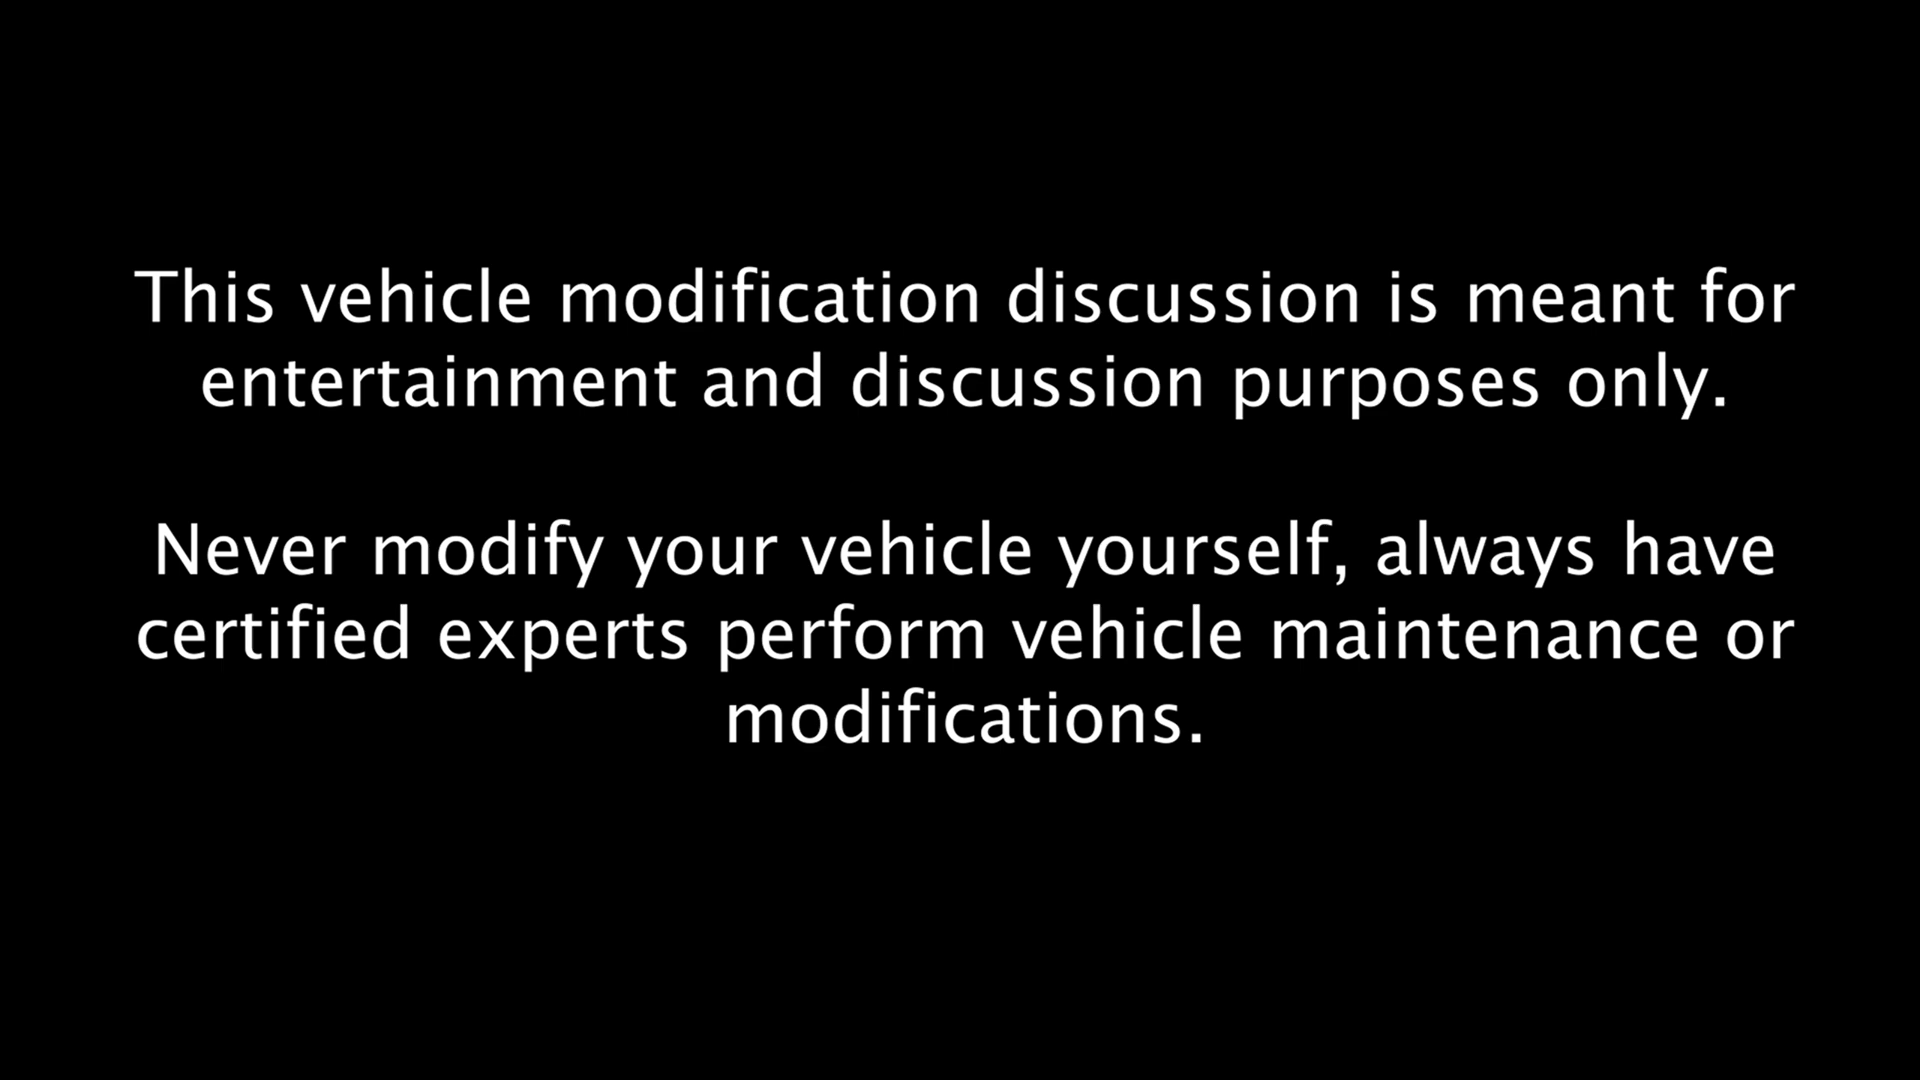 This vehicle modification discussion is meant for
entertainment and discussion purposes only.
Never modify your vehicle yourself, always have
certified experts perform vehicle maintenance or
modifications.